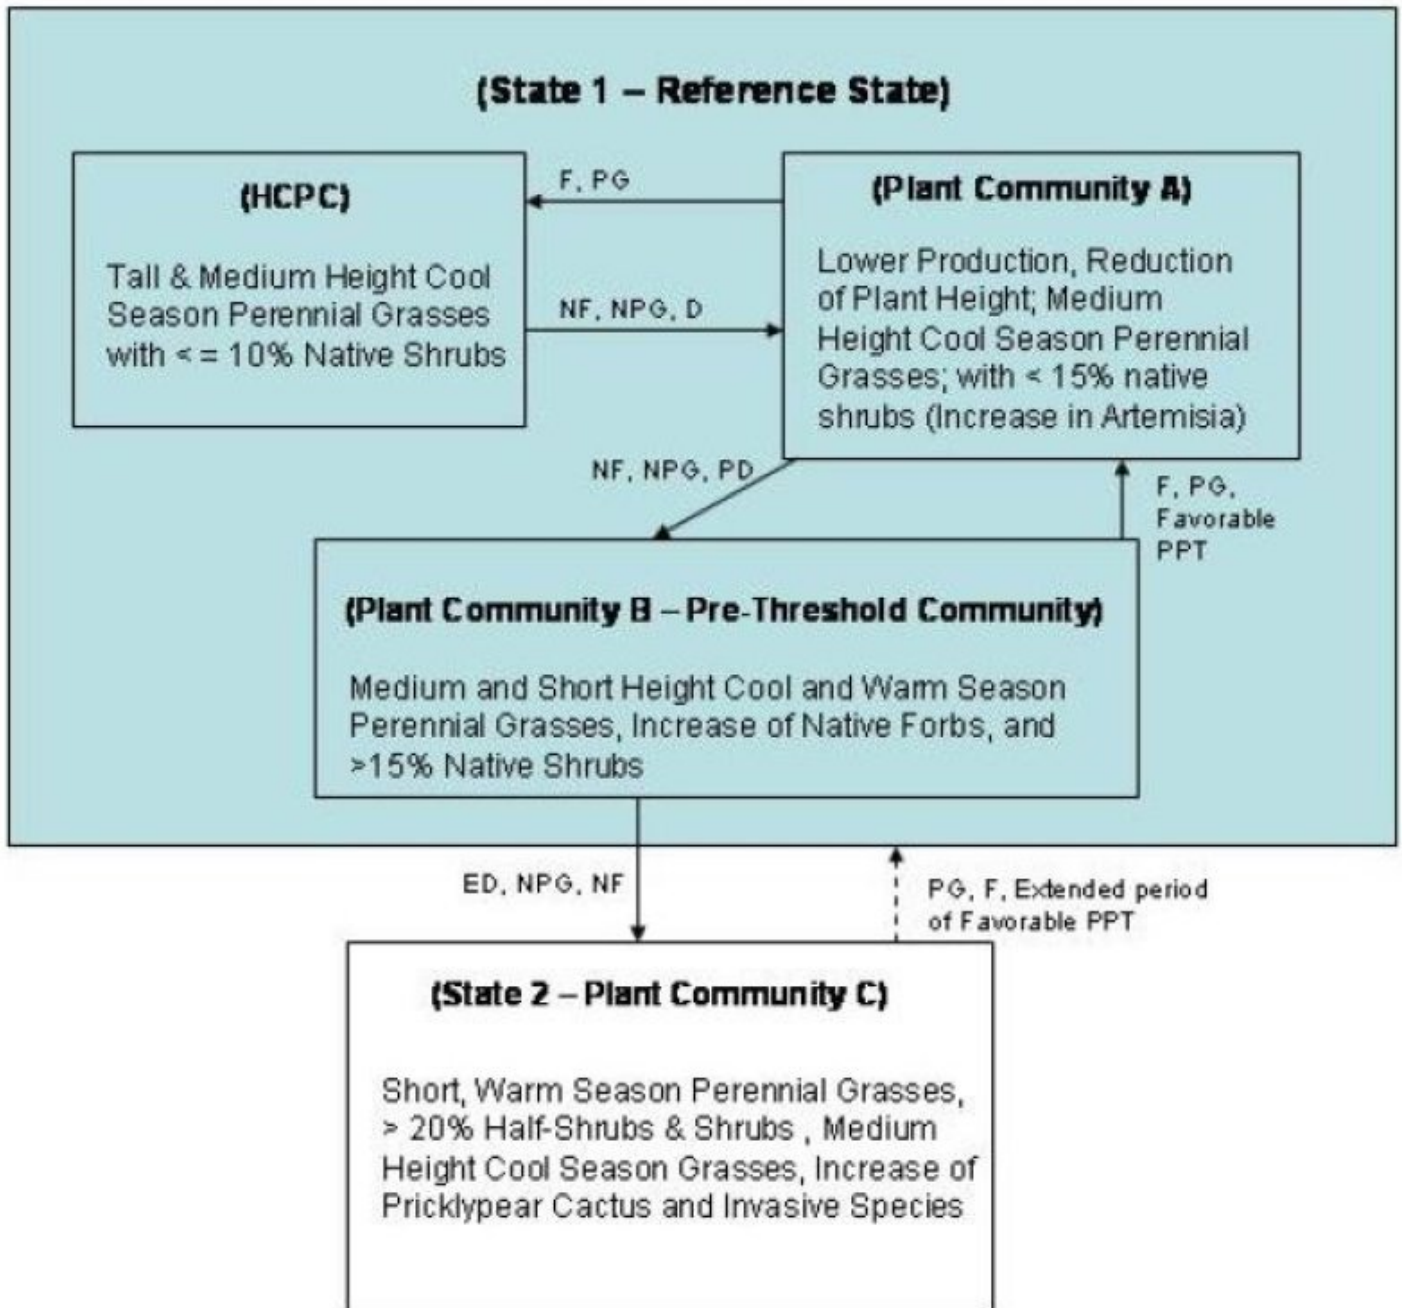 (State 1 – Reference State)
(HCPC)
Tall & Medium Height Cool
Season Perennial Grasses
with < = 10% Native Shrubs
F, PG
NF, NPG, D
(Plant Community A)
Lower Production, Reduction
of Plant Height; Medium
Height Cool Season Perennial
Grasses; with < 15% native
shrubs (Increase in Artemisia)
NF, NPG, PD
F, PG,
Favorable
PPT
(Plant Community B – Pre-Threshold Community)
Medium and Short Height Cool and Warm Season
Perennial Grasses, Increase of Native Forbs, and
>15% Native Shrubs
ED, NPG, NF
PG, F, Extended period
of Favorable PPT
(State 2 – Plant Community C)
Short, Warm Season Perennial Grasses,
> 20% Half-Shrubs & Shrubs , Medium
Height Cool Season Grasses, Increase of
Pricklypear Cactus and Invasive Species